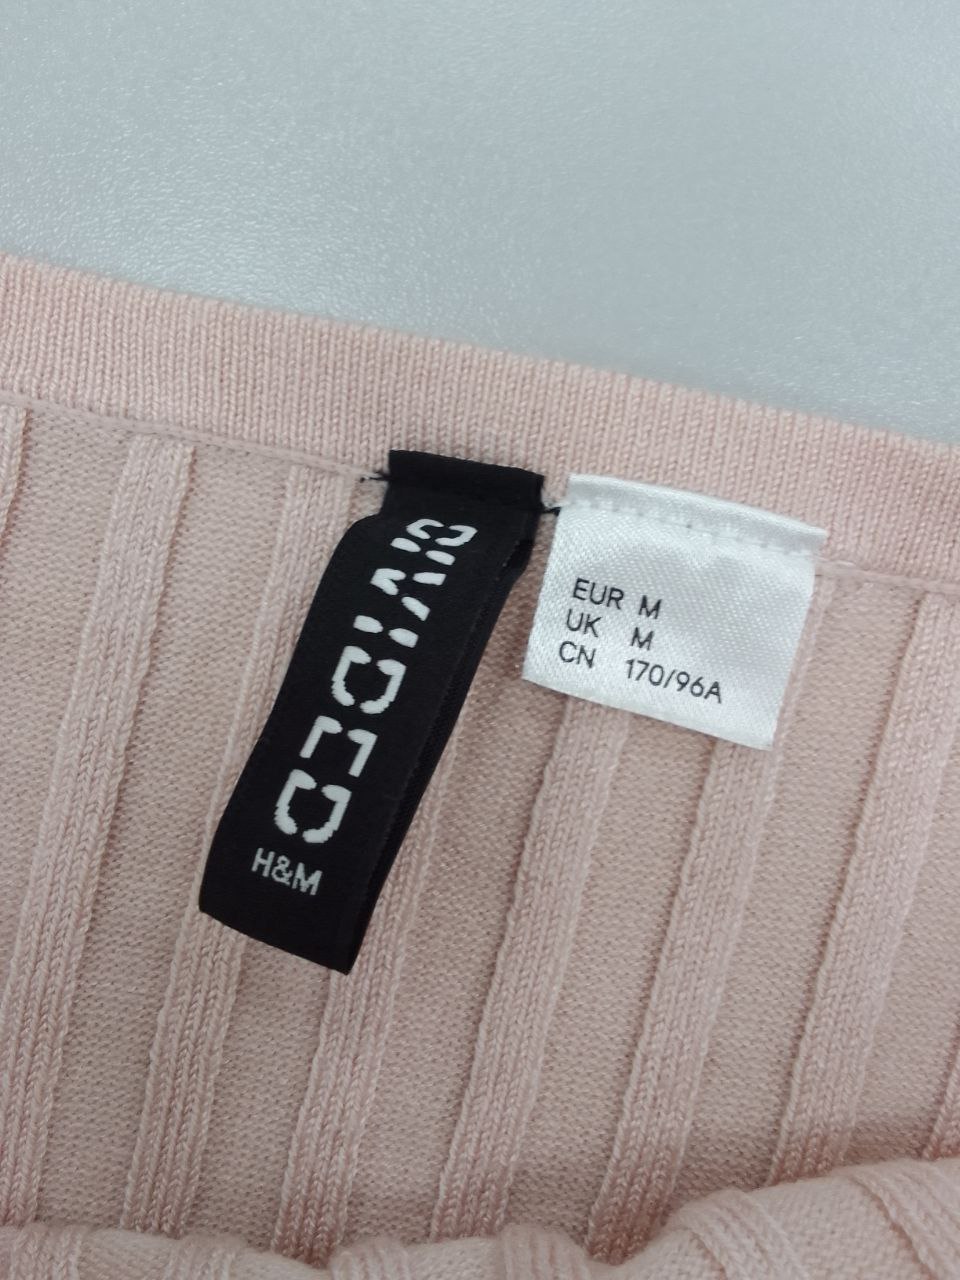 DIVIDED
H&M
EUR M
UK M
CN 170/96A